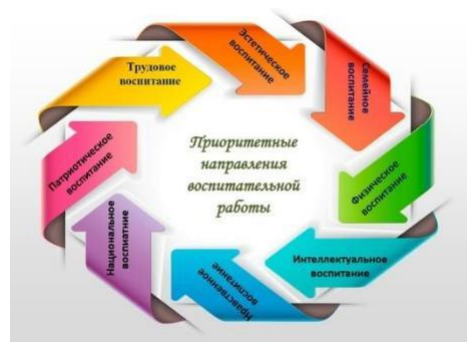 Приоритетные
направления
воспитательной
работы
Трудовое
воспитание
Эстетическое
воспитание
Семейное
воспитание
Физическое
воспитание
Интеллектуальное
воспитание
Нравственное
воспитание
Национальное
воспиатние
Патриотическое
воспитание